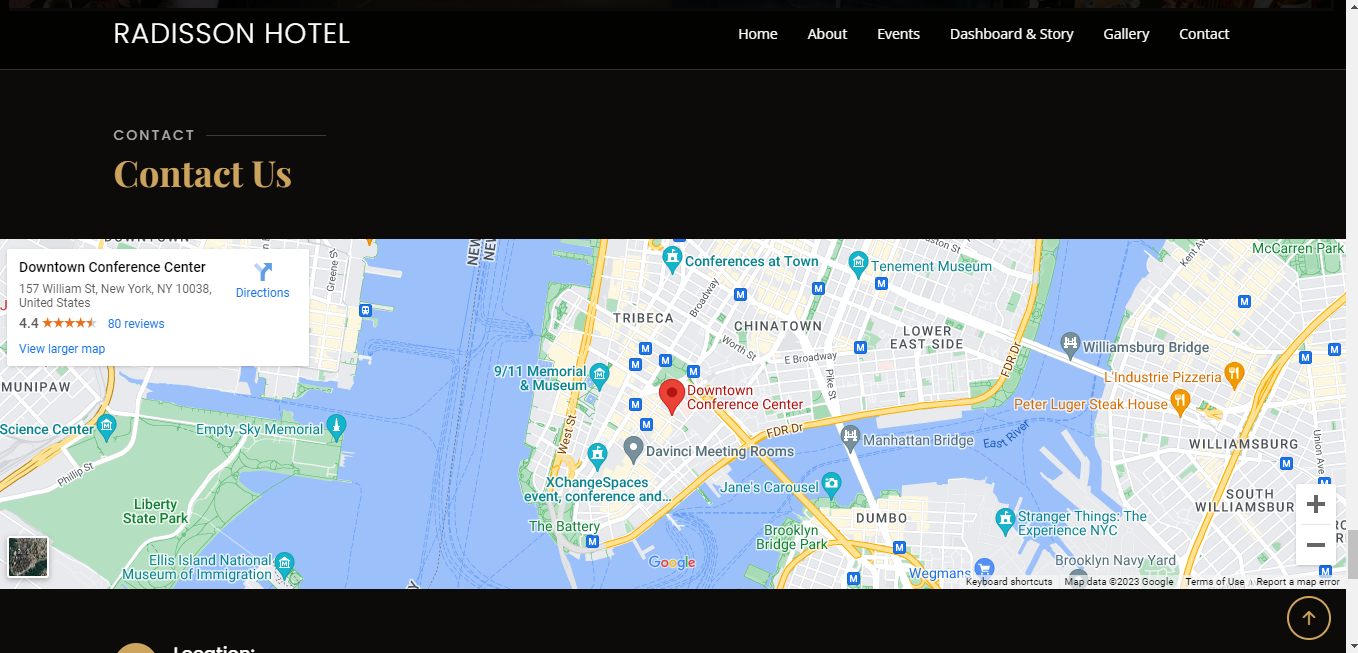 RADISSON HOTEL
Home
About
Events
Dashboard & Story
Gallery
Contact
CONTACT
Contact Us
DOWNTOWN
Downtown Conference Center
157 William St, New York, NY 10038,
United States
4.4
80 reviews
Directions
View larger map
Greene St
Conferences at Town
Tenement Museum
Kent Ave
McCarren Park
Broadway
TRIBECA
CHINATOWN
Worth St
E Broadway
LOWER
EAST SIDE
Pike St
FDR Dr
Williamsburg Bridge
L'Industrie Pizzeria
Peter Luger Steak House
9/11 Memorial
& Museum
Downtown
Conference Center
MUNIPAW
West St
FDR Dr
Manhattan Bridge
East River
WILLIAMSBURG
Union Ave
Science Center
Empty Sky Memorial
Davinci Meeting Rooms
Phillip St
XChangeSpaces
event, conference and...
Jane's Carousel
Liberty
State Park
SOUTH
WILLIAMSBUR
The Battery
Brooklyn
Bridge Park
DUMBO
Stranger Things: The
Experience NYC
Ellis Island National
Museum of Immigration
Google
Brooklyn Navy Yard
Wegmans
Keyboard shortcuts
Map data ©2023 Google
Terms of Use
Report a map error
Location: